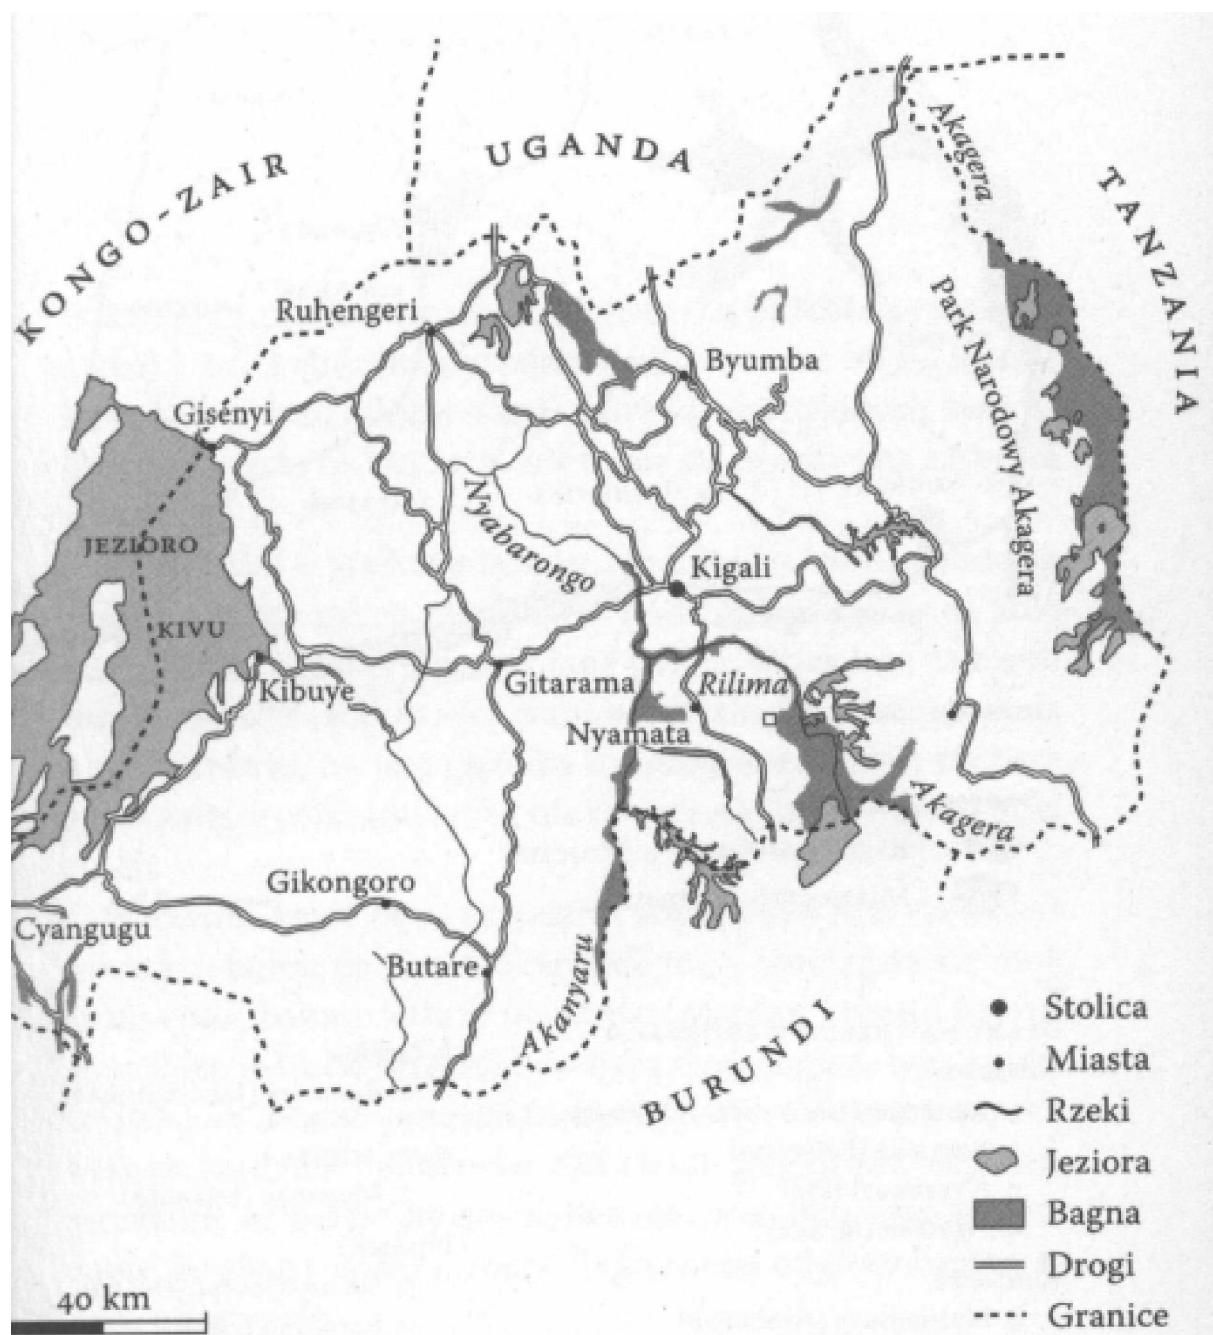 KONGO-ZAIR
UGANDA
TANZANIA
Akagera
Park Narodowy Akagera
Ruhengeri
Byumba
Gisenyi
Nyabarongo
JEZIORO
KIVU
Kigali
Kibuye
Gitarama
Rilima
Nyamata
Akagera
Gikongoro
Cyangugu
Butare
Akanyaru
BURUNDI
Stolica
Miasta
Rzeki
Jeziora
Bagna
Drogi
Granice
40 km